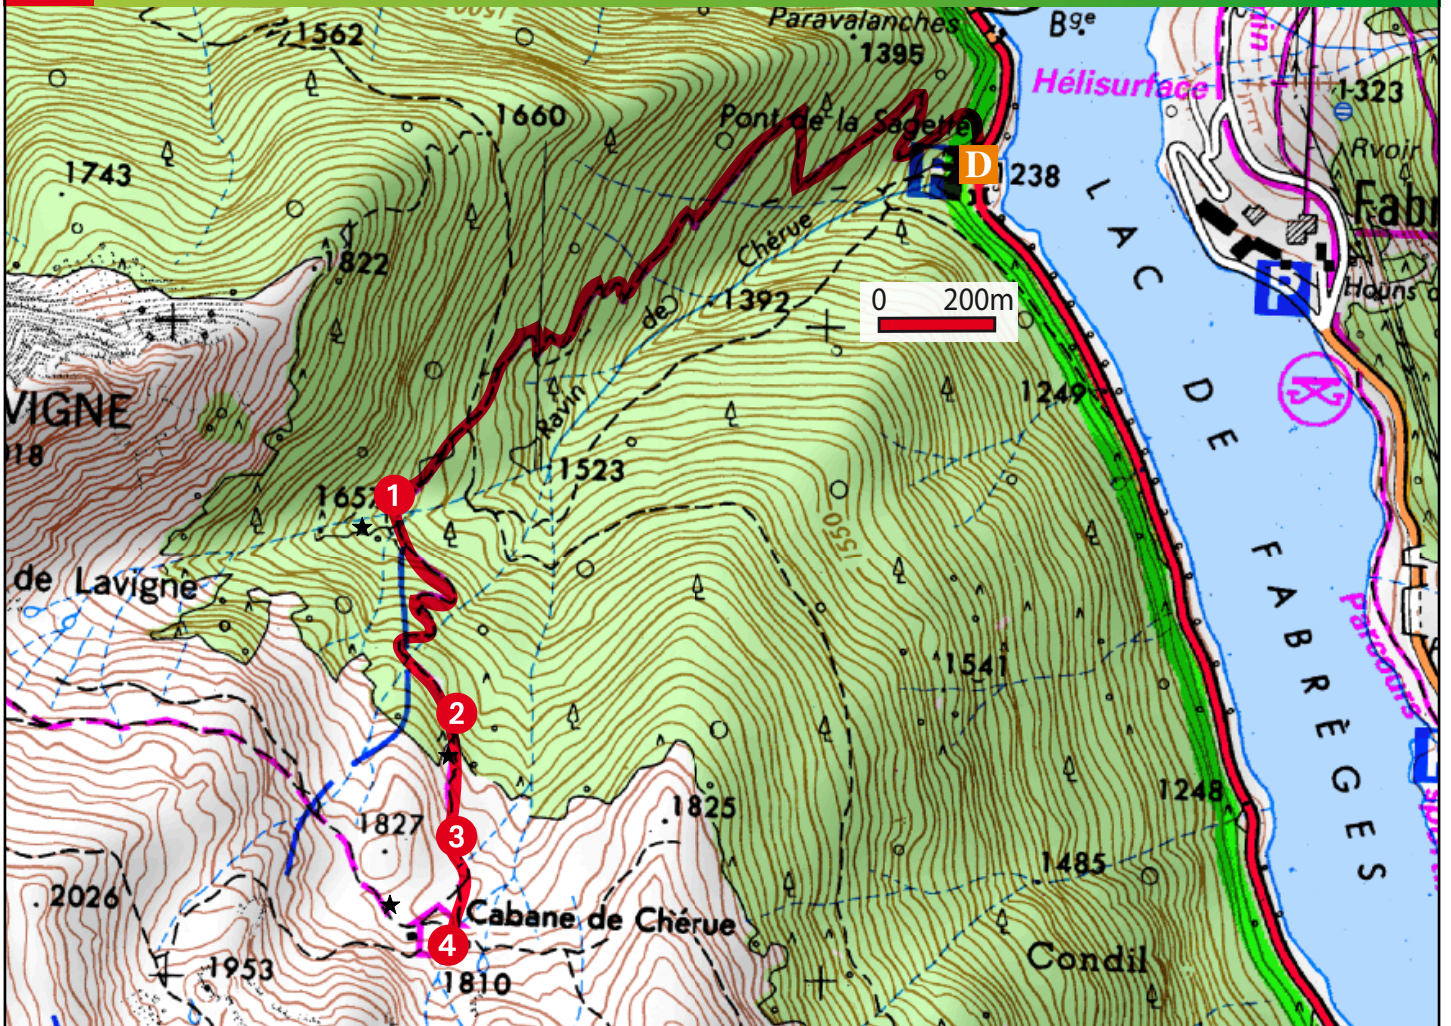 1500
1562
Paravalanches
1395
Bge
Hélisurface
1323
1660
Pont de la Sagette
Rvoir
1743
P
D
1238
Fabr
LAC DE FABRÈGES
Chérue
1822
de
1392
0 200m
P
Houns
VIGNE
1249
K
Ravin
18
1523
1657
1
1550
de Lavigne
1541
Parcours
2
1248
1825
1827
3
1485
2026
Cabane de Chérue
4
Condil
1953
1810